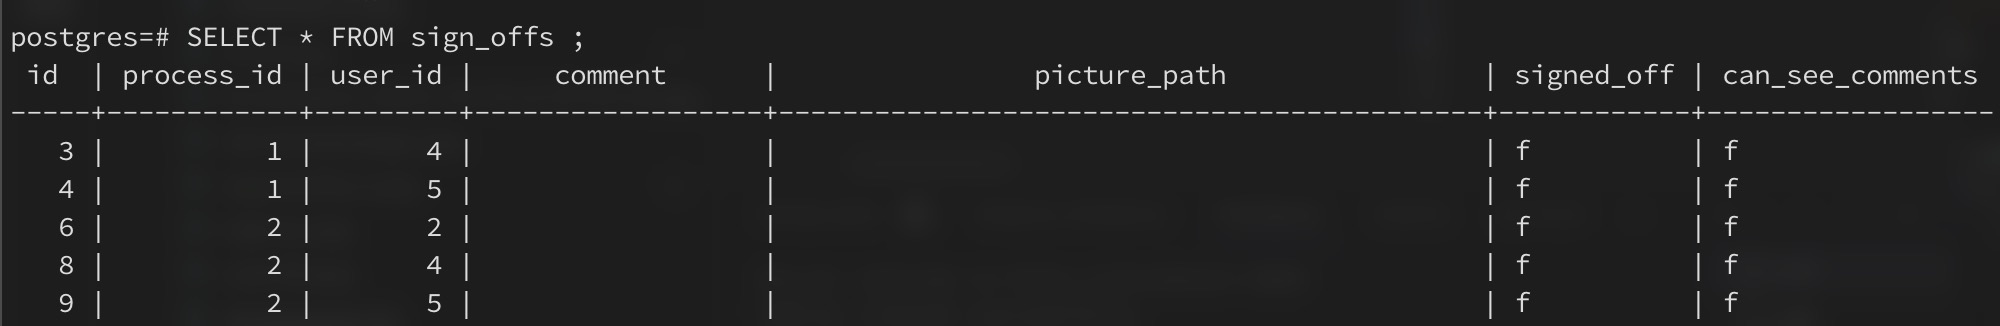 postgres=# SELECT * FROM sign_offs ;
 id  | process_id | user_id |     comment      |                picture_path                | signed_off | can_see_comments
-----+------------+---------+------------------+--------------------------------------------+------------+------------------
   3 |          1 |       4 |                  |                                            | f          | f
   4 |          1 |       5 |                  |                                            | f          | f
   6 |          2 |       2 |                  |                                            | f          | f
   8 |          2 |       4 |                  |                                            | f          | f
   9 |          2 |       5 |                  |                                            | f          | f